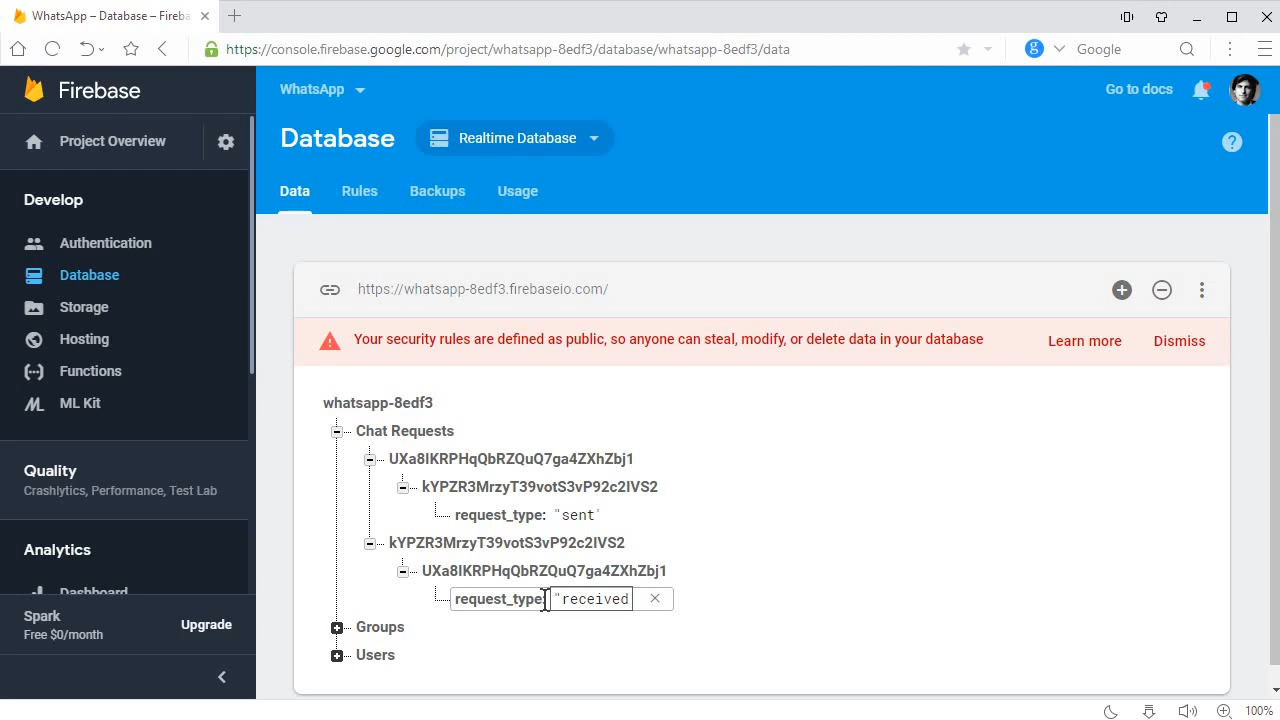 WhatsApp – Database – Fireba
https://console.firebase.google.com/project/whatsapp-8edf3/database/whatsapp-8edf3/data
g Google
Firebase
WhatsApp
Go to docs
Project Overview
Database
Realtime Database
?
Data Rules Backups Usage
Develop
Authentication
Database
Storage
Hosting
Functions
ML Kit
https://whatsapp-8edf3.firebaseio.com/
Your security rules are defined as public, so anyone can steal, modify, or delete data in your database
Learn more
Dismiss
whatsapp-8edf3
Chat Requests
UXa8lKRPHqQbRZQuQ7ga4ZXhZbj1
kYPZR3MrzyT39votS3vP92c2lVS2
request_type: "sent"
kYPZR3MrzyT39votS3vP92c2lVS2
UXa8lKRPHqQbRZQuQ7ga4ZXhZbj1
request_type: "received
Groups
Users
Quality
Crashlytics, Performance, Test Lab
Analytics
Dashboard
Spark
Free $0/month
Upgrade
100%